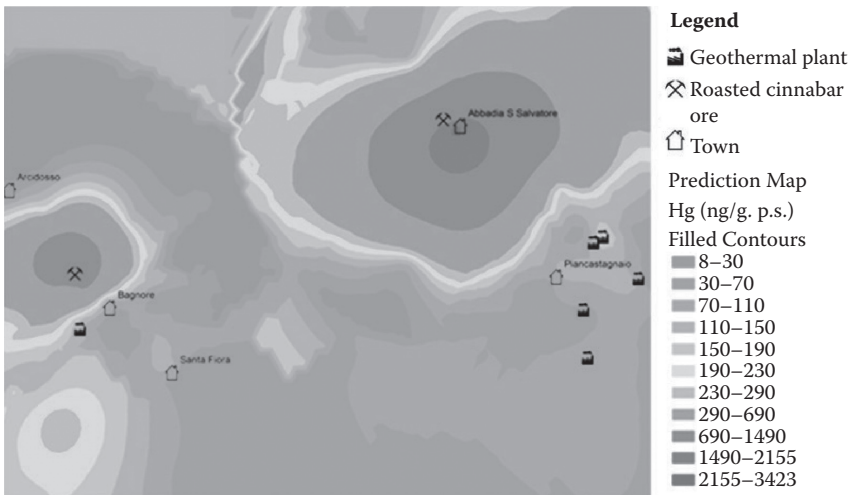 Legend
Geothermal plant
Roasted cinnabar
ore
Town
Prediction Map
Hg (ng/g. p.s.)
Filled Contours
8–30
30–70
70–110
110–150
150–190
190–230
230–290
290–690
690–1490
1490–2155
2155–3423
Abbadia S Salvatore
Arcidosso
Piancastagnaio
Bagnore
Santa Fiora